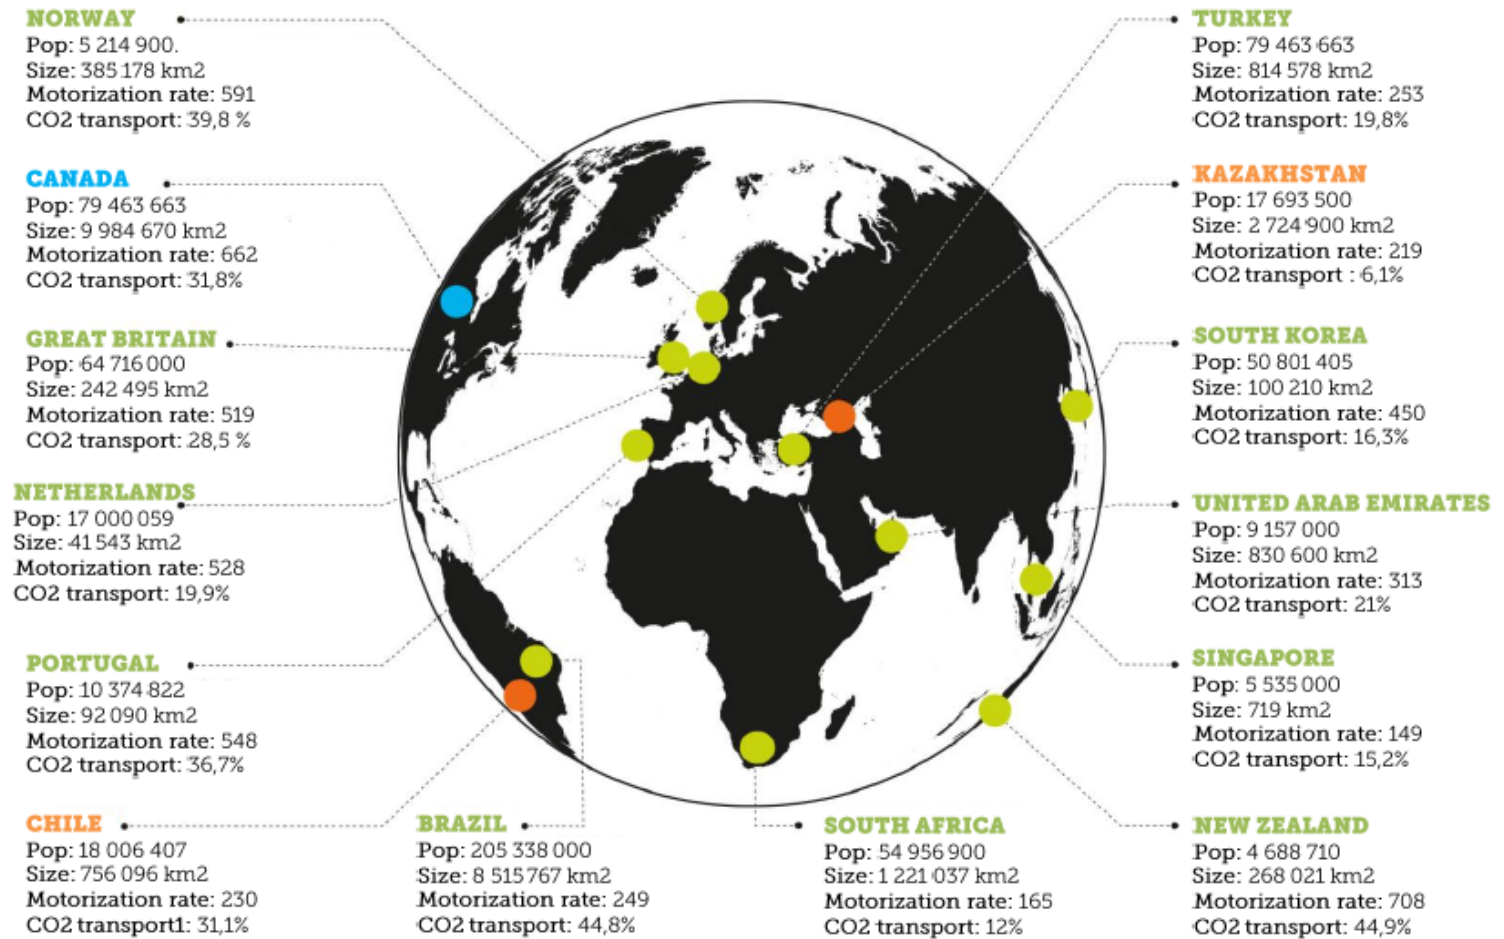 NORWAY
Pop: 5 214 900.
Size: 385 178 km2
Motorization rate: 591
CO2 transport: 39,8 %
CANADA
Pop: 79 463 663
Size: 9 984 670 km2
Motorization rate: 662
CO2 transport: 31,8%
GREAT BRITAIN
Pop: 64 716 000
Size: 242 495 km2
Motorization rate: 519
CO2 transport: 28,5 %
NETHERLANDS
Pop: 17 000 059
Size: 41 543 km2
Motorization rate: 528
CO2 transport: 19,9%
PORTUGAL
Pop: 10 374 822
Size: 92 090 km2
Motorization rate: 548
CO2 transport: 36,7%
CHILE
Pop: 18 006 407
Size: 756 096 km2
Motorization rate: 230
CO2 transport1: 31,1%
BRAZIL
Pop: 205 338 000
Size: 8 515 767 km2
Motorization rate: 249
CO2 transport: 44,8%
SOUTH AFRICA
Pop: 54 956 900
Size: 1 221 037 km2
Motorization rate: 165
CO2 transport: 12%
TURKEY
Pop: 79 463 663
Size: 814 578 km2
Motorization rate: 253
CO2 transport: 19,8%
KAZAKHSTAN
Pop: 17 693 500
Size: 2 724 900 km2
Motorization rate: 219
CO2 transport : 6,1%
SOUTH KOREA
Pop: 50 801 405
Size: 100 210 km2
Motorization rate: 450
CO2 transport: 16,3%
UNITED ARAB EMIRATES
Pop: 9 157 000
Size: 830 600 km2
Motorization rate: 313
CO2 transport: 21%
SINGAPORE
Pop: 5 535 000
Size: 719 km2
Motorization rate: 149
CO2 transport: 15,2%
NEW ZEALAND
Pop: 4 688 710
Size: 268 021 km2
Motorization rate: 708
CO2 transport: 44,9%